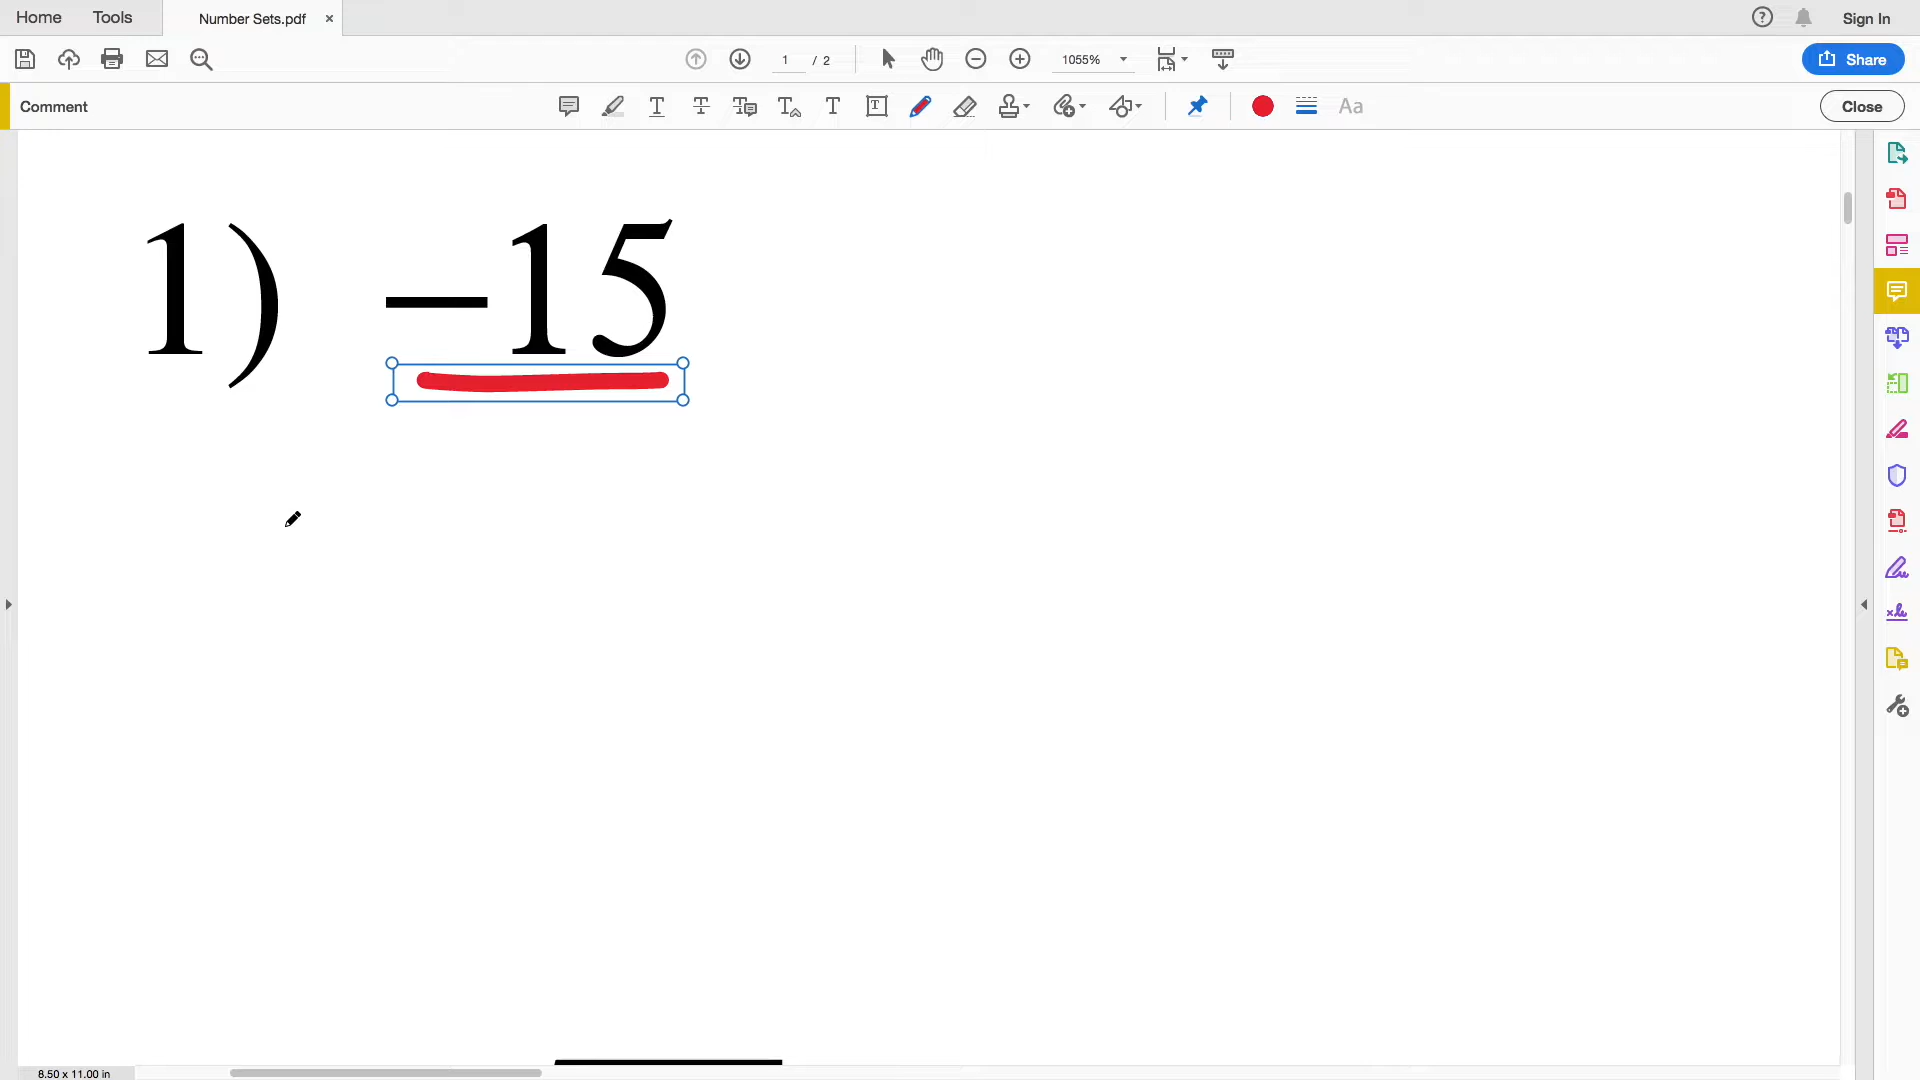 Home Tools Number Sets.pdf × Sign In
1 / 2 1055% Share
Comment Aa Close
1) −15
8.50 x 11.00 in